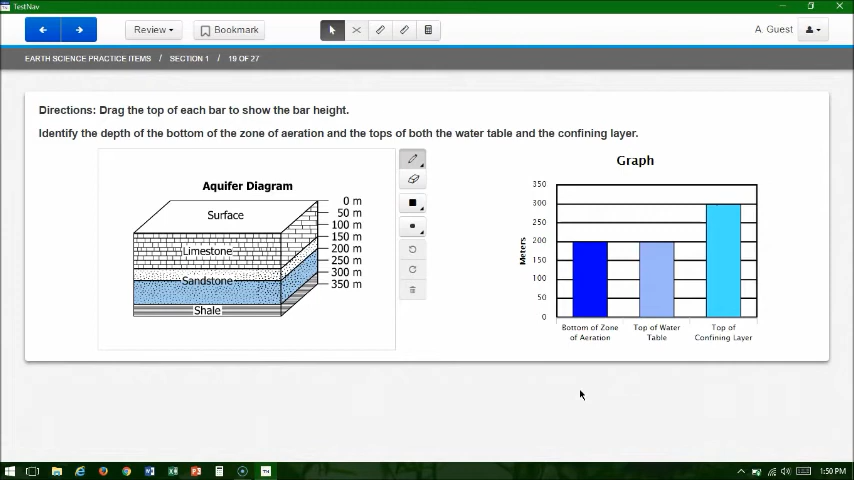 TestNav
Review
Bookmark
A Guest
EARTH SCIENCE PRACTICE ITEMS / SECTION 1 / 19 OF 27
Directions: Drag the top of each bar to show the bar height.
Identify the depth of the bottom of the zone of aeration and the tops of both the water table and the confining layer.
Aquifer Diagram
Surface
Limestone
Sandstone
Shale
0 m
50 m
100 m
150 m
200 m
250 m
300 m
350 m
Graph
Meters
350
300
250
200
150
100
50
0
Bottom of Zone
of Aeration
Top of Water
Table
Top of
Confining Layer
1:50 PM